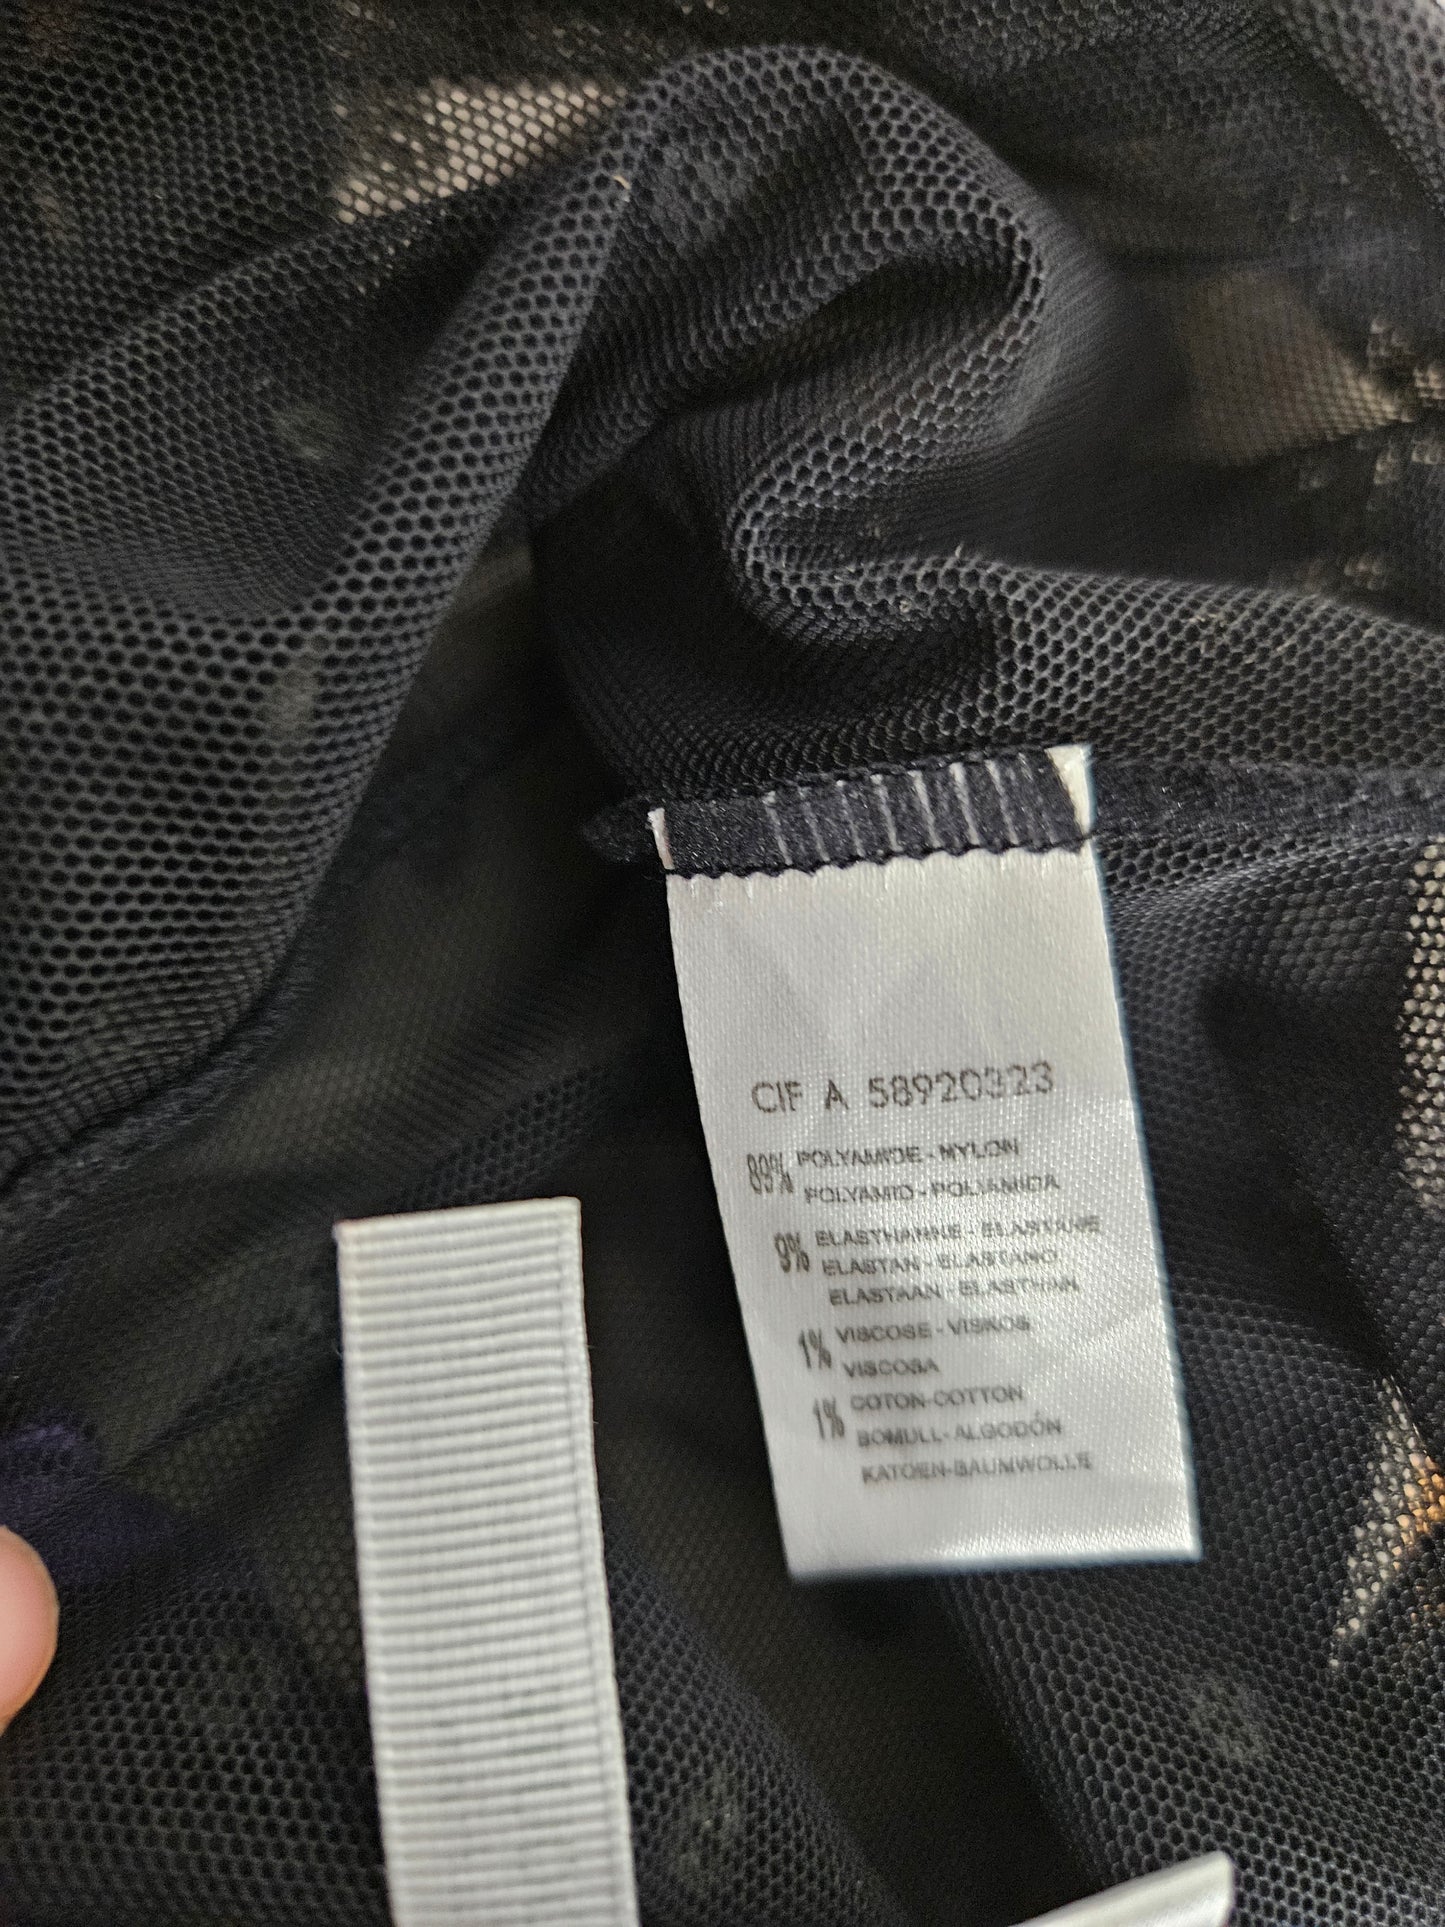 CIF A 58920323
89% POLYAMIDE - NYLON
POLYAMID - POLIAMIDA
9% ELASTHANNE - ELASTANE
ELASTAN - ELASTANO
ELASTAAN - ELASTHAN
1% VISCOSE - VISKOS
VISCOSA
1% COTON-COTTON
BOMULL- ALGODÓN
KATOEN-BAUMWOLLE